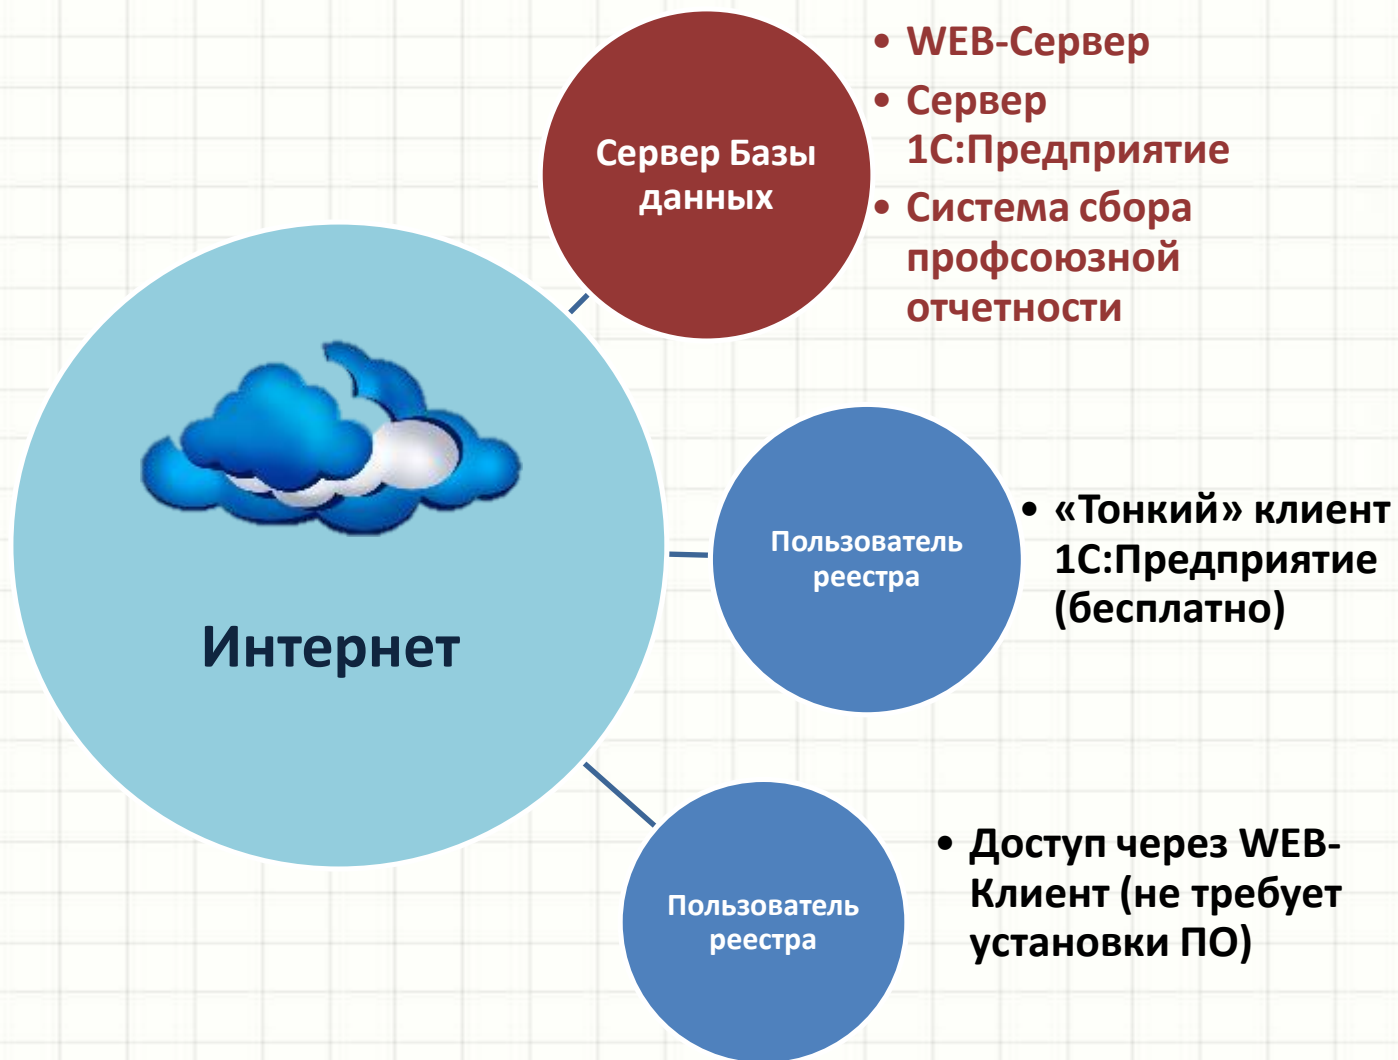 • WEB-Сервер
• Сервер
1С:Предприятие
• Система сбора
профсоюзной
отчетности
Сервер Базы
данных
Интернет
Пользователь
реестра
• «Тонкий» клиент
1С:Предприятие
(бесплатно)
Пользователь
реестра
• Доступ через WEB-
Клиент (не требует
установки ПО)